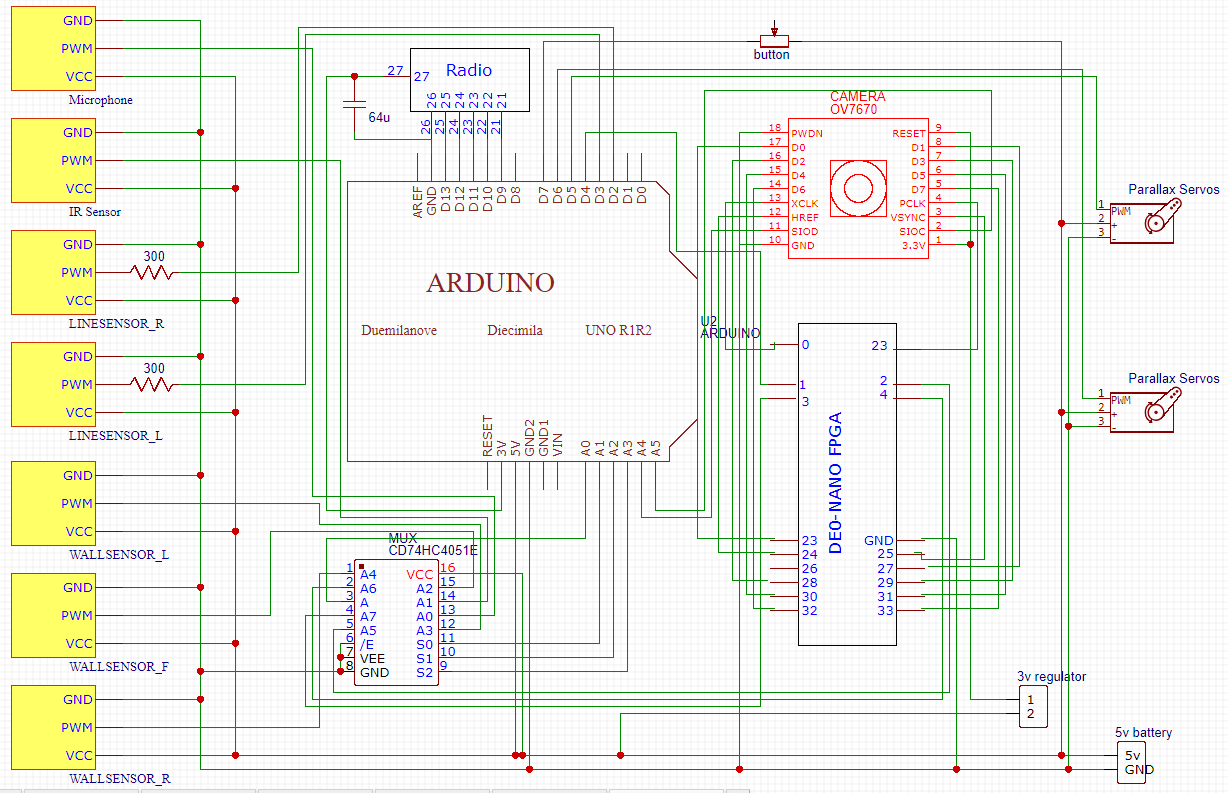 GND
PWM
VCC
Microphone
GND
PWM
VCC
IR Sensor
GND
PWM
VCC
300
LINESENSOR_R
GND
PWM
VCC
300
LINESENSOR_L
GND
PWM
VCC
WALLSENSOR_L
GND
PWM
VCC
WALLSENSOR_F
GND
PWM
VCC
WALLSENSOR_R
64u
Radio
27 27
26 25 24 23 22 21
26 25 24 23 22 21
button
AREF GND D13 D12 D11 D10 D9 D8 D7 D6 D5 D4 D3 D2 D1 D0
ARDUINO
Duemilanove Diecimila UNO R1R2
U2
ARDUINO
RESET 3V 5V GND2 GND1 VIN A0 A1 A2 A3 A4 A5
MUX
CD74HC4051E
1 A4 VCC 16
2 A6 A2 15
3 A A1 14
4 A7 A0 13
5 A5 A3 12
6 /E S0 11
7 VEE S1 10
8 GND S2 9
CAMERA
OV7670
18 PWDN RESET 9
17 D0 D1 8
16 D2 D3 7
15 D4 D5 6
14 D6 D7 5
13 XCLK PCLK 4
12 HREF VSYNC 3
11 SIOD SIOC 2
10 GND 3.3V 1
DE0-NANO FPGA
0 23
1 2
3 4
23 GND
24 25
26 27
28 29
30 31
32 33
Parallax Servos
1 PWM
2 +
3 -
Parallax Servos
1 PWM
2 +
3 -
3v regulator
1
2
5v battery
5v
GND